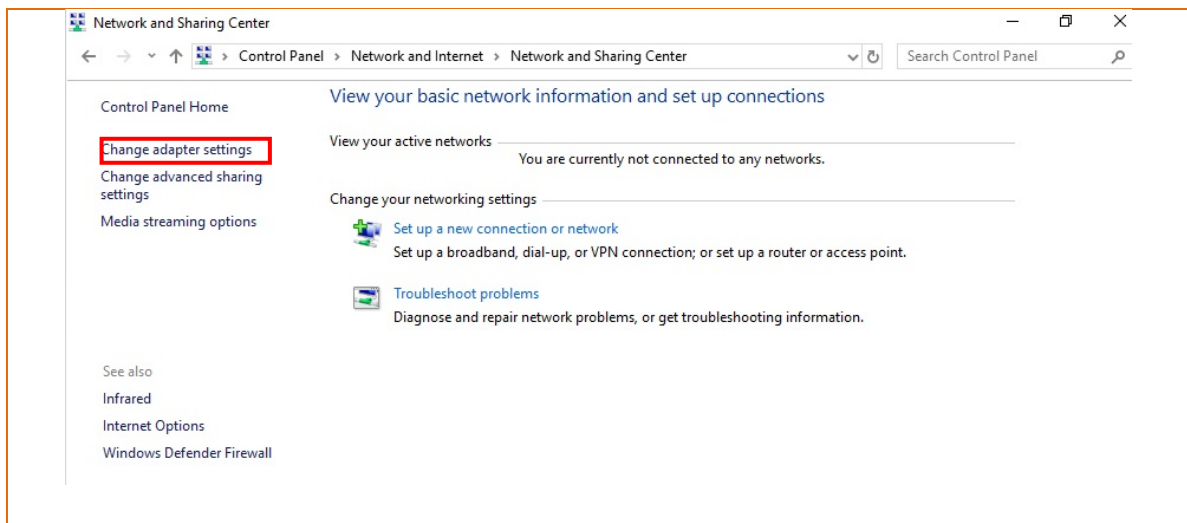 Network and Sharing Center
Control Panel > Network and Internet > Network and Sharing Center
Search Control Panel
Control Panel Home
Change adapter settings
Change advanced sharing
settings
Media streaming options
View your basic network information and set up connections
View your active networks
You are currently not connected to any networks.
Change your networking settings
Set up a new connection or network
Set up a broadband, dial-up, or VPN connection; or set up a router or access point.
Troubleshoot problems
Diagnose and repair network problems, or get troubleshooting information.
See also
Infrared
Internet Options
Windows Defender Firewall